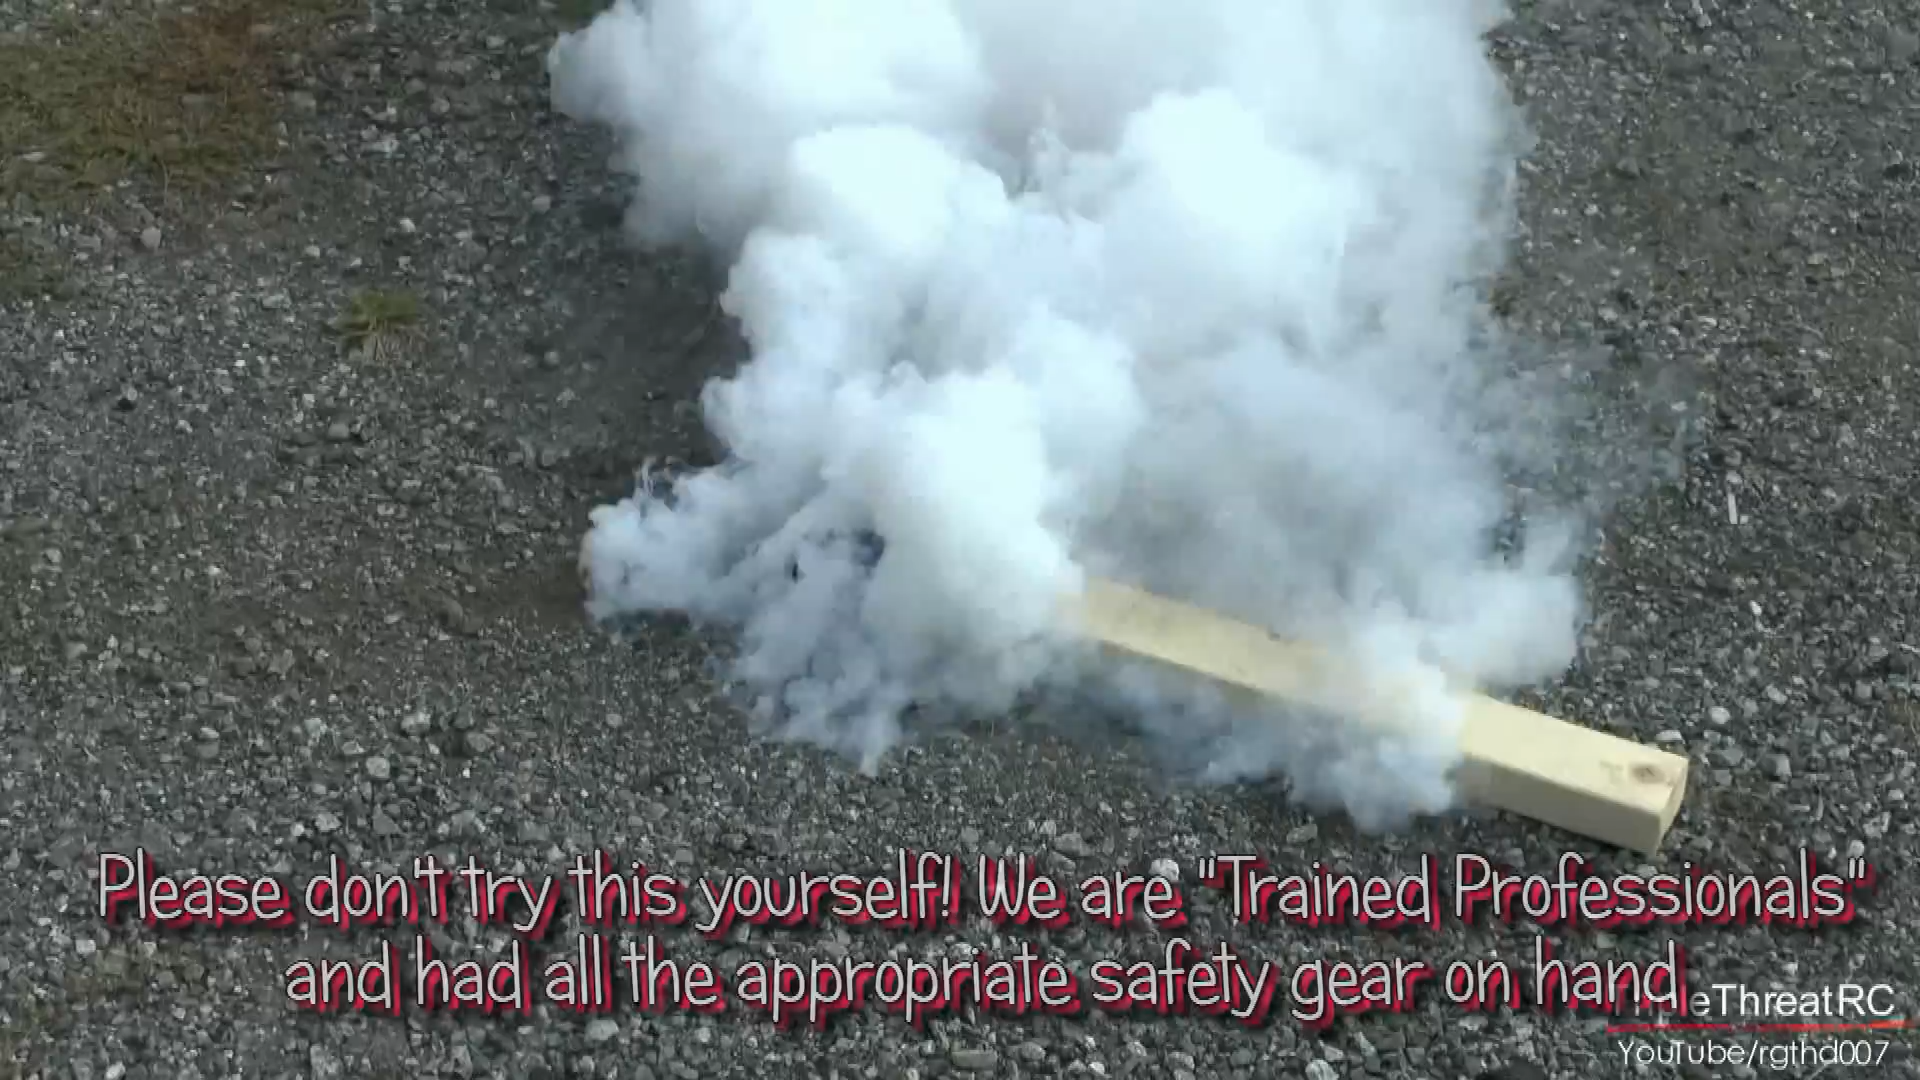 Please don't try this yourself! We are "Trained Professionals"
and had all the appropriate safety gear on hand
leThreatRC
YouTube/rgthd007